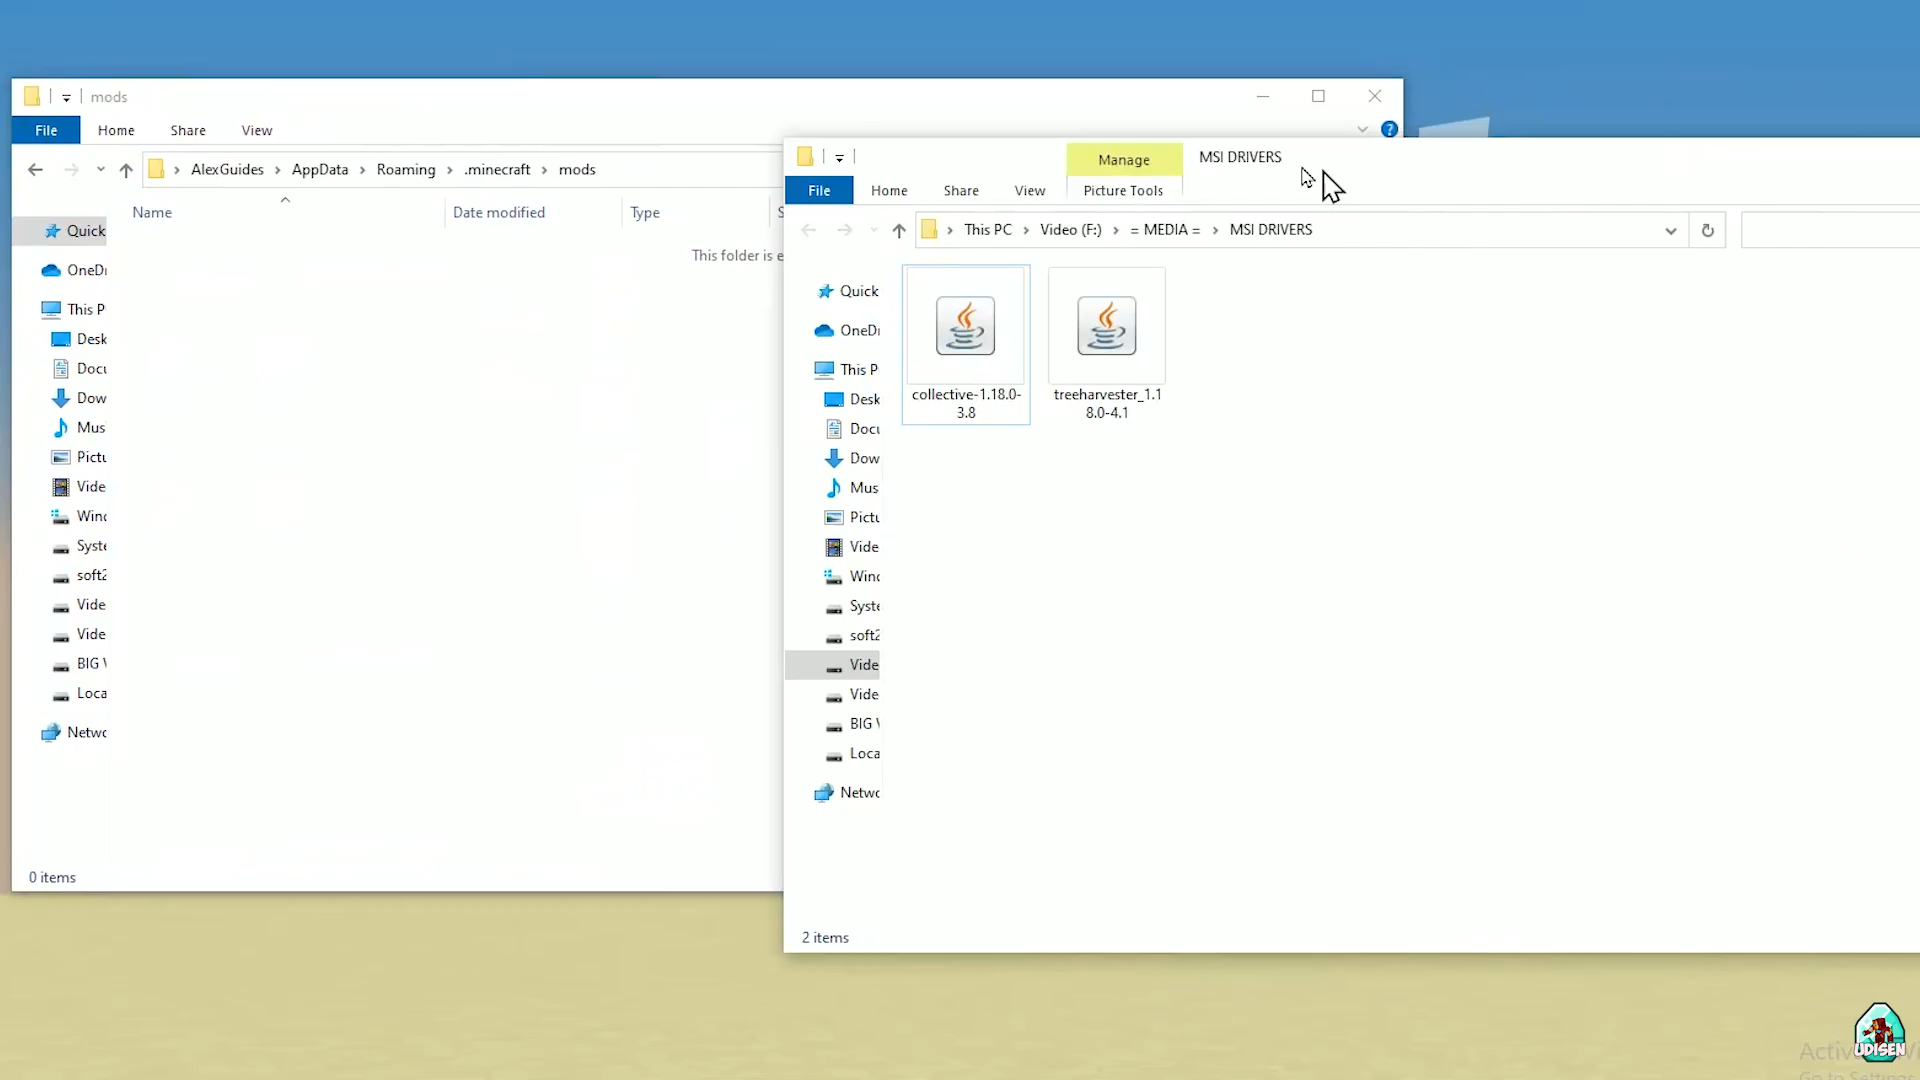 mods
File Home Share View
AlexGuides AppData Roaming .minecraft mods
Name Date modified Type S
This folder is e
Quick
OneDr
This P
Desk
Docu
Dow
Mus
Pictu
Vide
Wind
Syste
soft2
Vide
Vide
BIG
Loca
Netwo
0 items
Manage MSI DRIVERS
File Home Share View Picture Tools
This PC Video (F:) = MEDIA = MSI DRIVERS
Quick
OneDr
This P
Desk
Docu
Dow
Mus
Pictu
Vide
Wind
Syste
soft2
Vide
Vide
BIG
Loca
Netwo
collective-1.18.0-
3.8
treeharvester_1.1
8.0-4.1
2 items
UDISEN